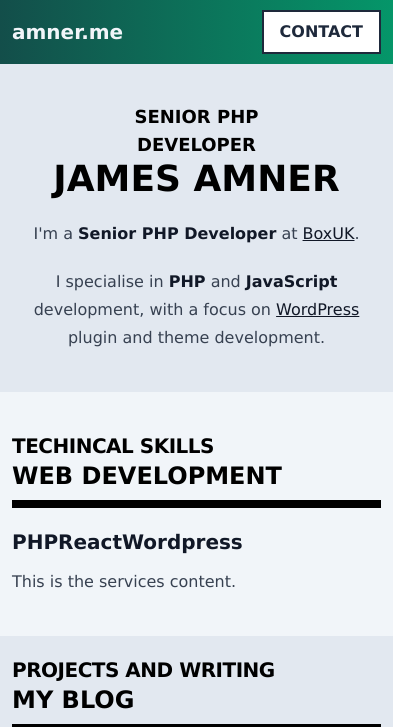 amner.me
CONTACT
SENIOR PHP
DEVELOPER
JAMES AMNER
I'm a Senior PHP Developer at BoxUK.
I specialise in PHP and JavaScript
development, with a focus on WordPress
plugin and theme development.
TECHINCAL SKILLS
WEB DEVELOPMENT
PHPReactWordpress
This is the services content.
PROJECTS AND WRITING
MY BLOG